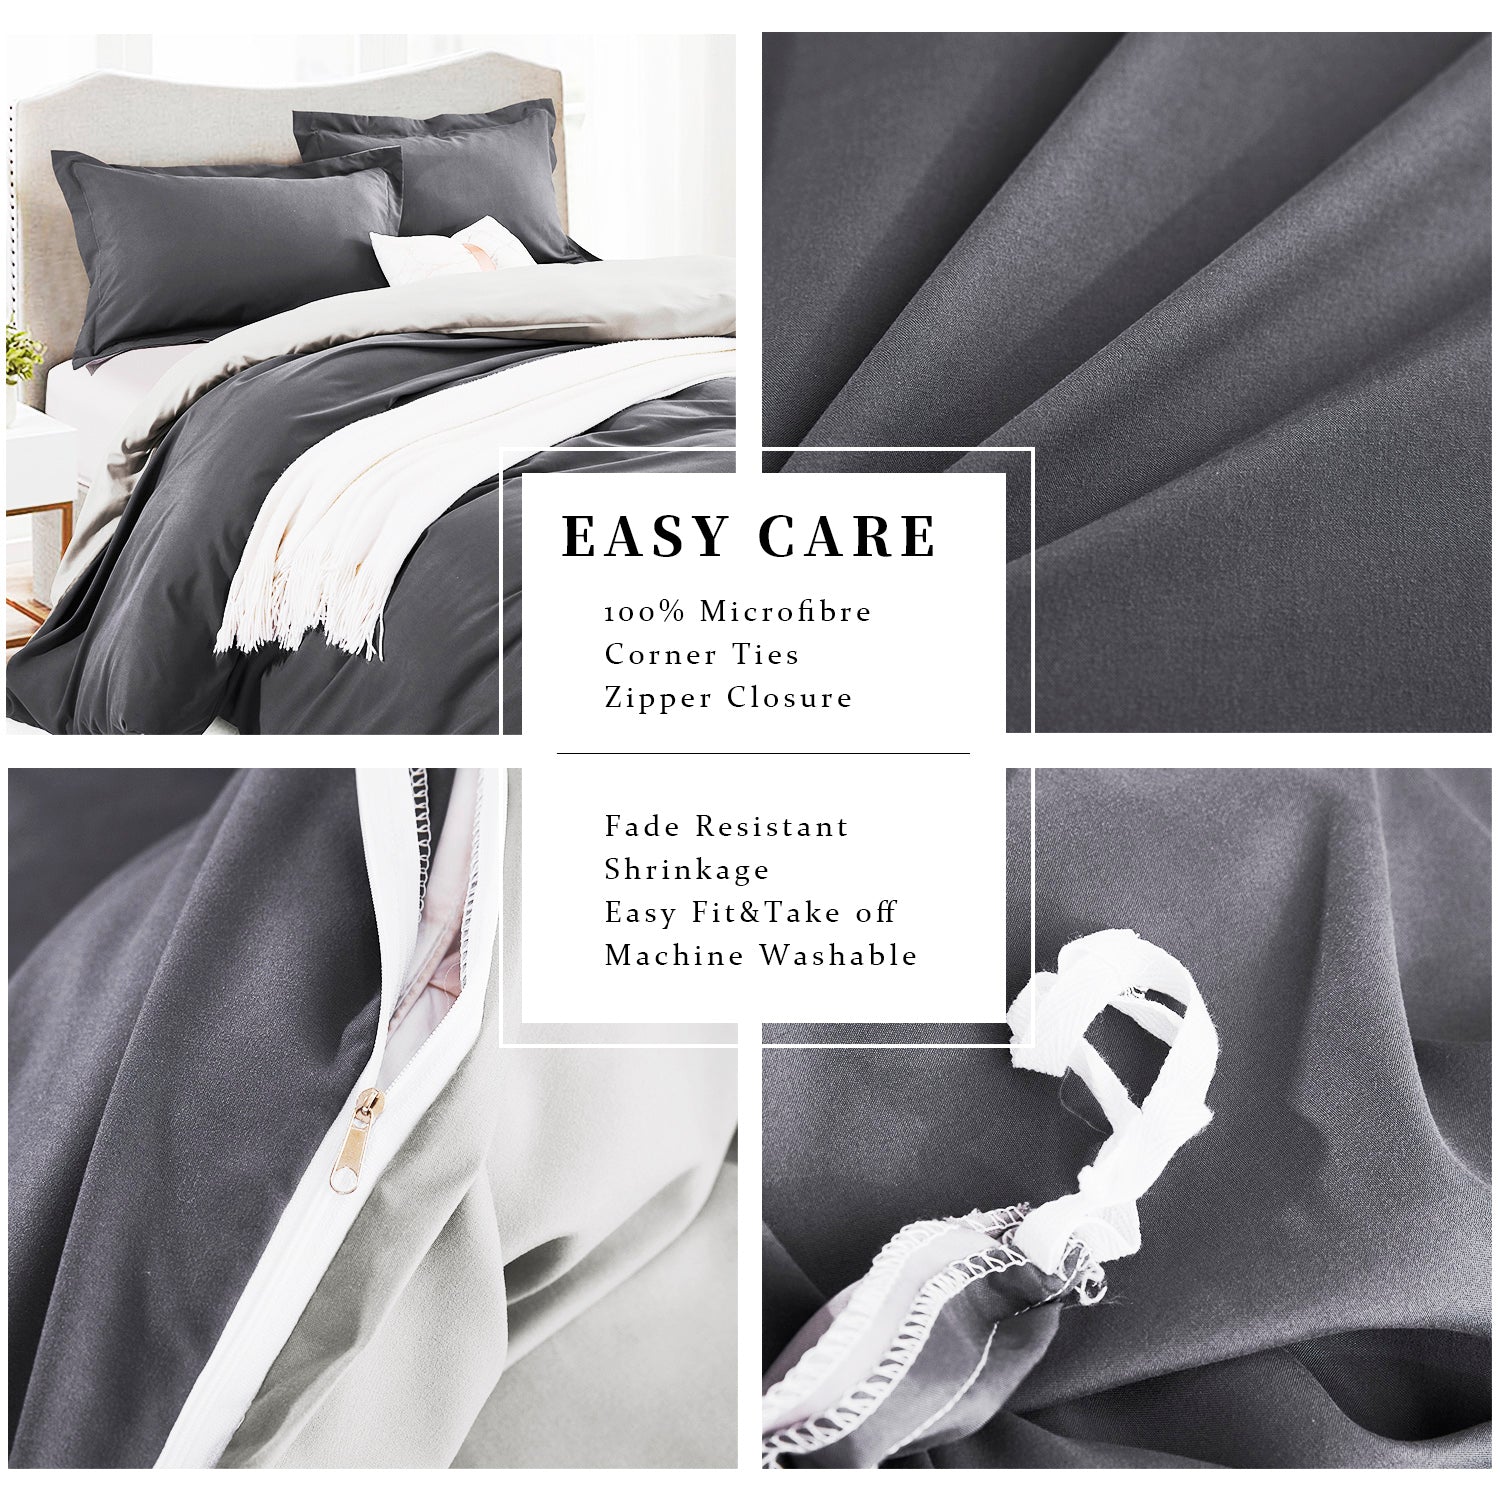 EASY CARE
100% Microfibre
Corner Ties
Zipper Closure
Fade Resistant
Shrinkage
Easy Fit&Take off
Machine Washable